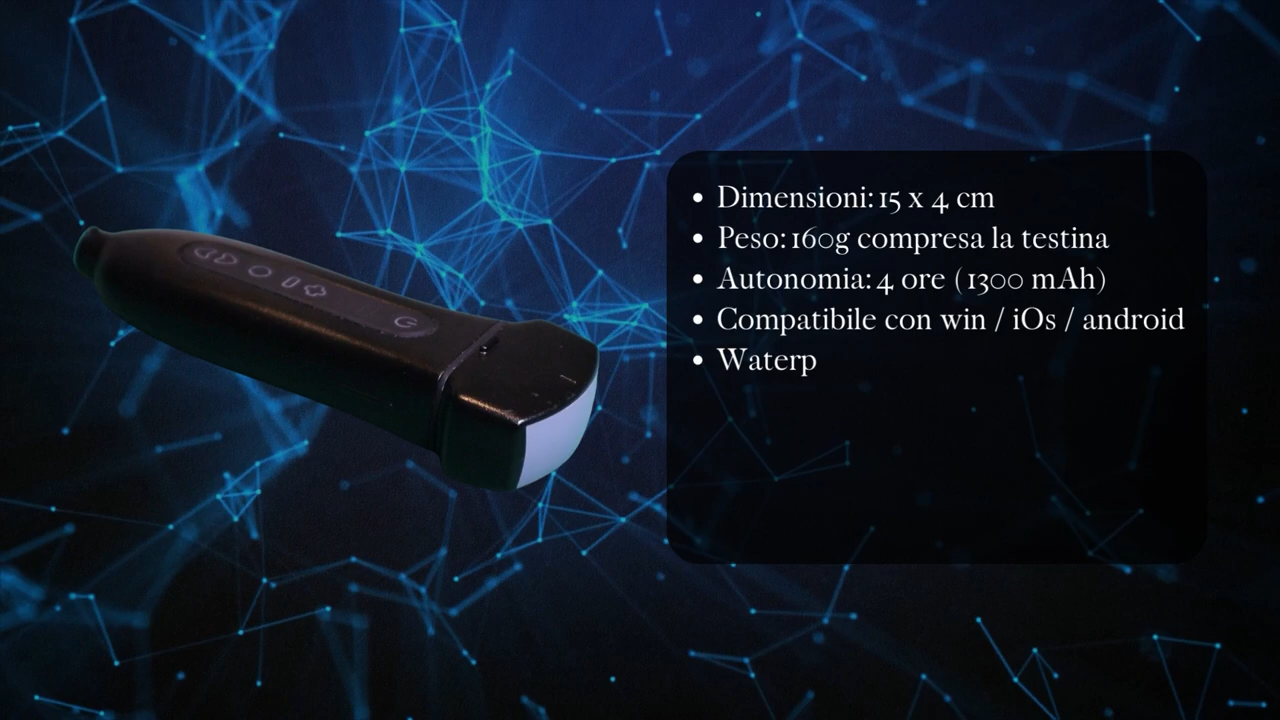 Dimensioni: 15 x 4 cm
Peso: 160g compresa la testina
Autonomia: 4 ore (1300 mAh)
Compatibile con win / iOs / android
Waterp